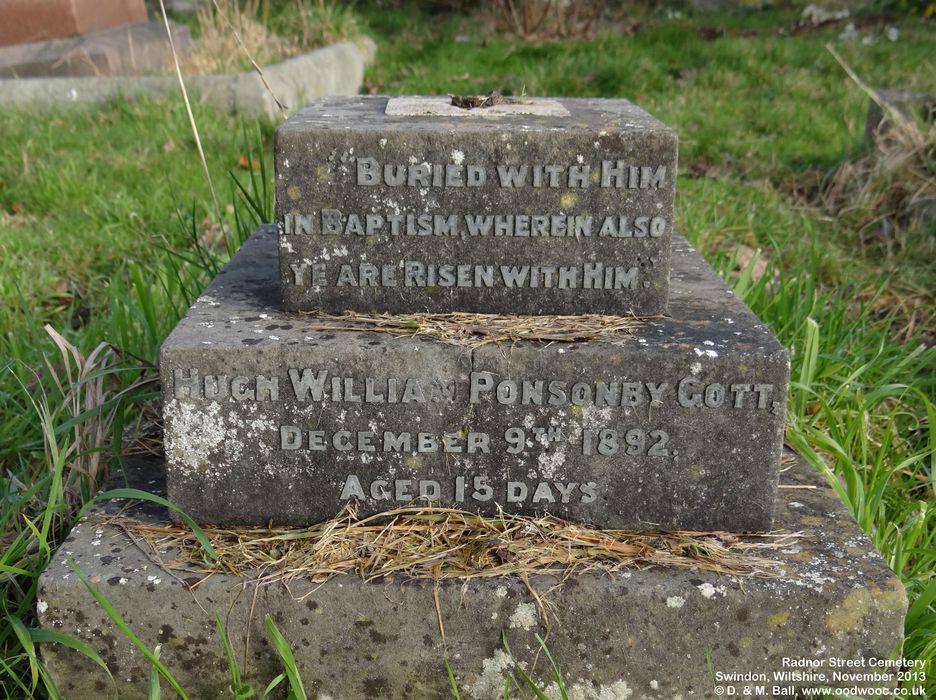 "BURIED WITH HIM
IN BAPTISM, WHEREIN ALSO
YE ARE RISEN WITH HIM."
HUGH WILLIAM PONSONBY GOTT,
DECEMBER 9TH 1892.
AGED 15 DAYS.
Radnor Street Cemetery
Swindon, Wiltshire, November 2013
© D. & M. Ball, www.oodwooc.co.uk